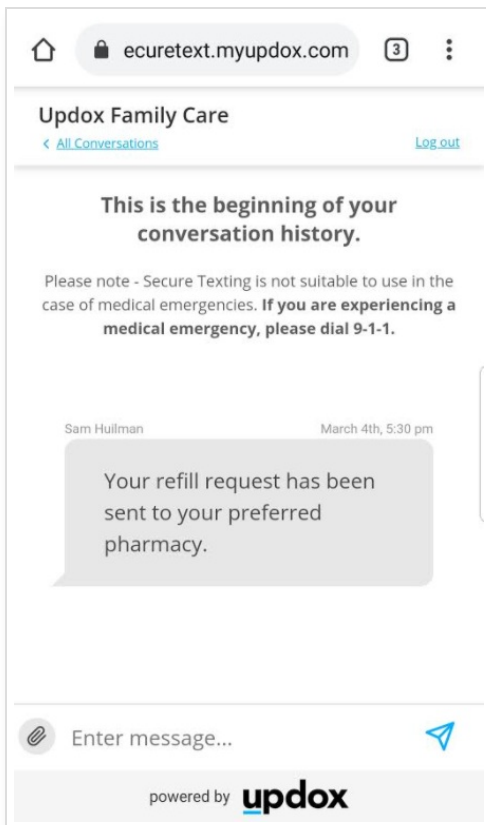 ecuretext.myupdox.com
3
Updox Family Care
< All Conversations
Log out
This is the beginning of your
conversation history.
Please note - Secure Texting is not suitable to use in the
case of medical emergencies. If you are experiencing a
medical emergency, please dial 9-1-1.
Sam Huilman
March 4th, 5:30 pm
Your refill request has been
sent to your preferred
pharmacy.
Enter message...
powered by updox